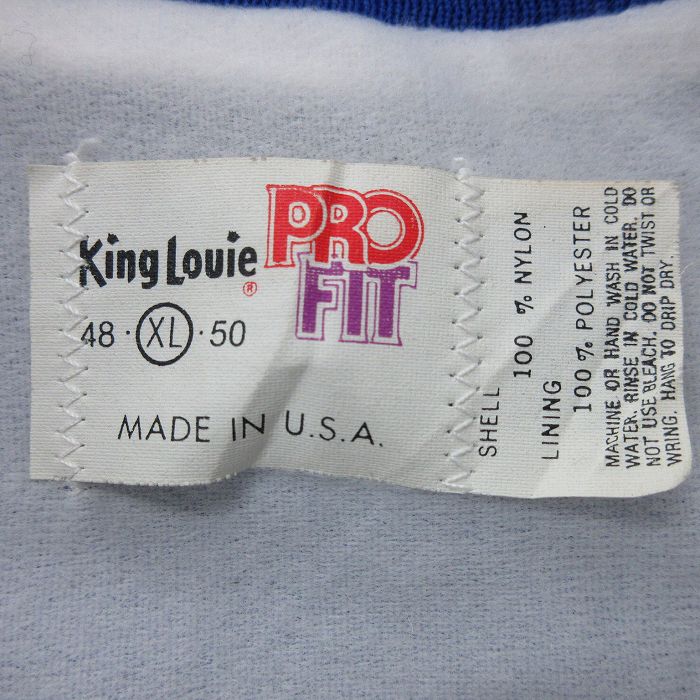 King Louie®
PRO
FIT
48 · XL · 50
MADE IN U.S.A.
SHELL
100 % NYLON
LINING
100% POLYESTER
MACHINE OR HAND WASH IN COLD
WATER. RINSE IN COLD WATER. DO
NOT USE BLEACH. DO NOT TWIST OR
WRING. HANG TO DRIP DRY.